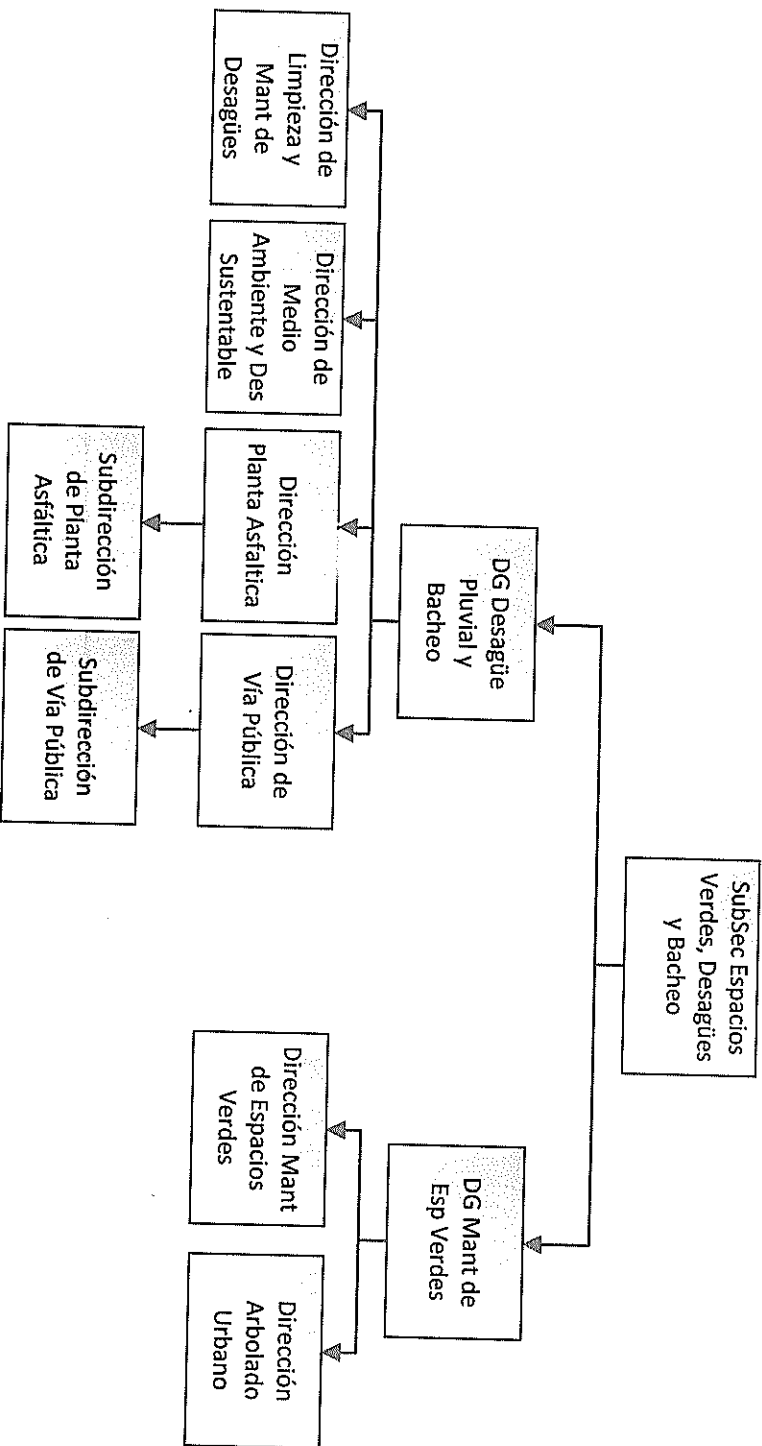 SubSec Espacios
Verdes, Desagües
y Bacheo
DG Desagüe
Pluvial y
Bacheo
DG Mant de
Esp Verdes
Dirección de
Limpieza y
Mant de
Desagües
Dirección de
Medio
Ambiente y Des
Sustentable
Dirección
Planta Asfaltica
Dirección de
Vía Pública
Dirección Mant
de Espacios
Verdes
Dirección
Arbolado
Urbano
Subdirección
de Planta
Asfáltica
Subdirección
de Vía Pública